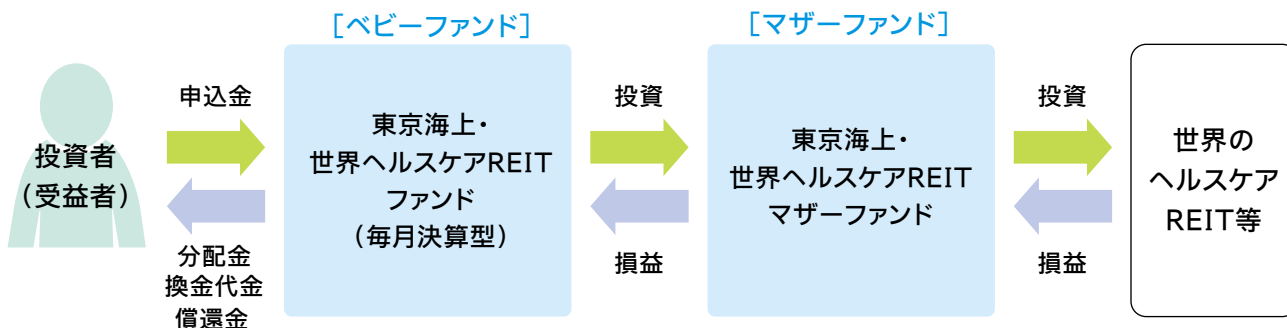 [ベビーファンド]
[マザーファンド]
投資者
(受益者)
申込金
分配金
換金代金
償還金
東京海上・
世界ヘルスケアREIT
ファンド
(毎月決算型)
投資
損益
東京海上・
世界ヘルスケアREIT
マザーファンド
投資
損益
世界の
ヘルスケア
REIT等